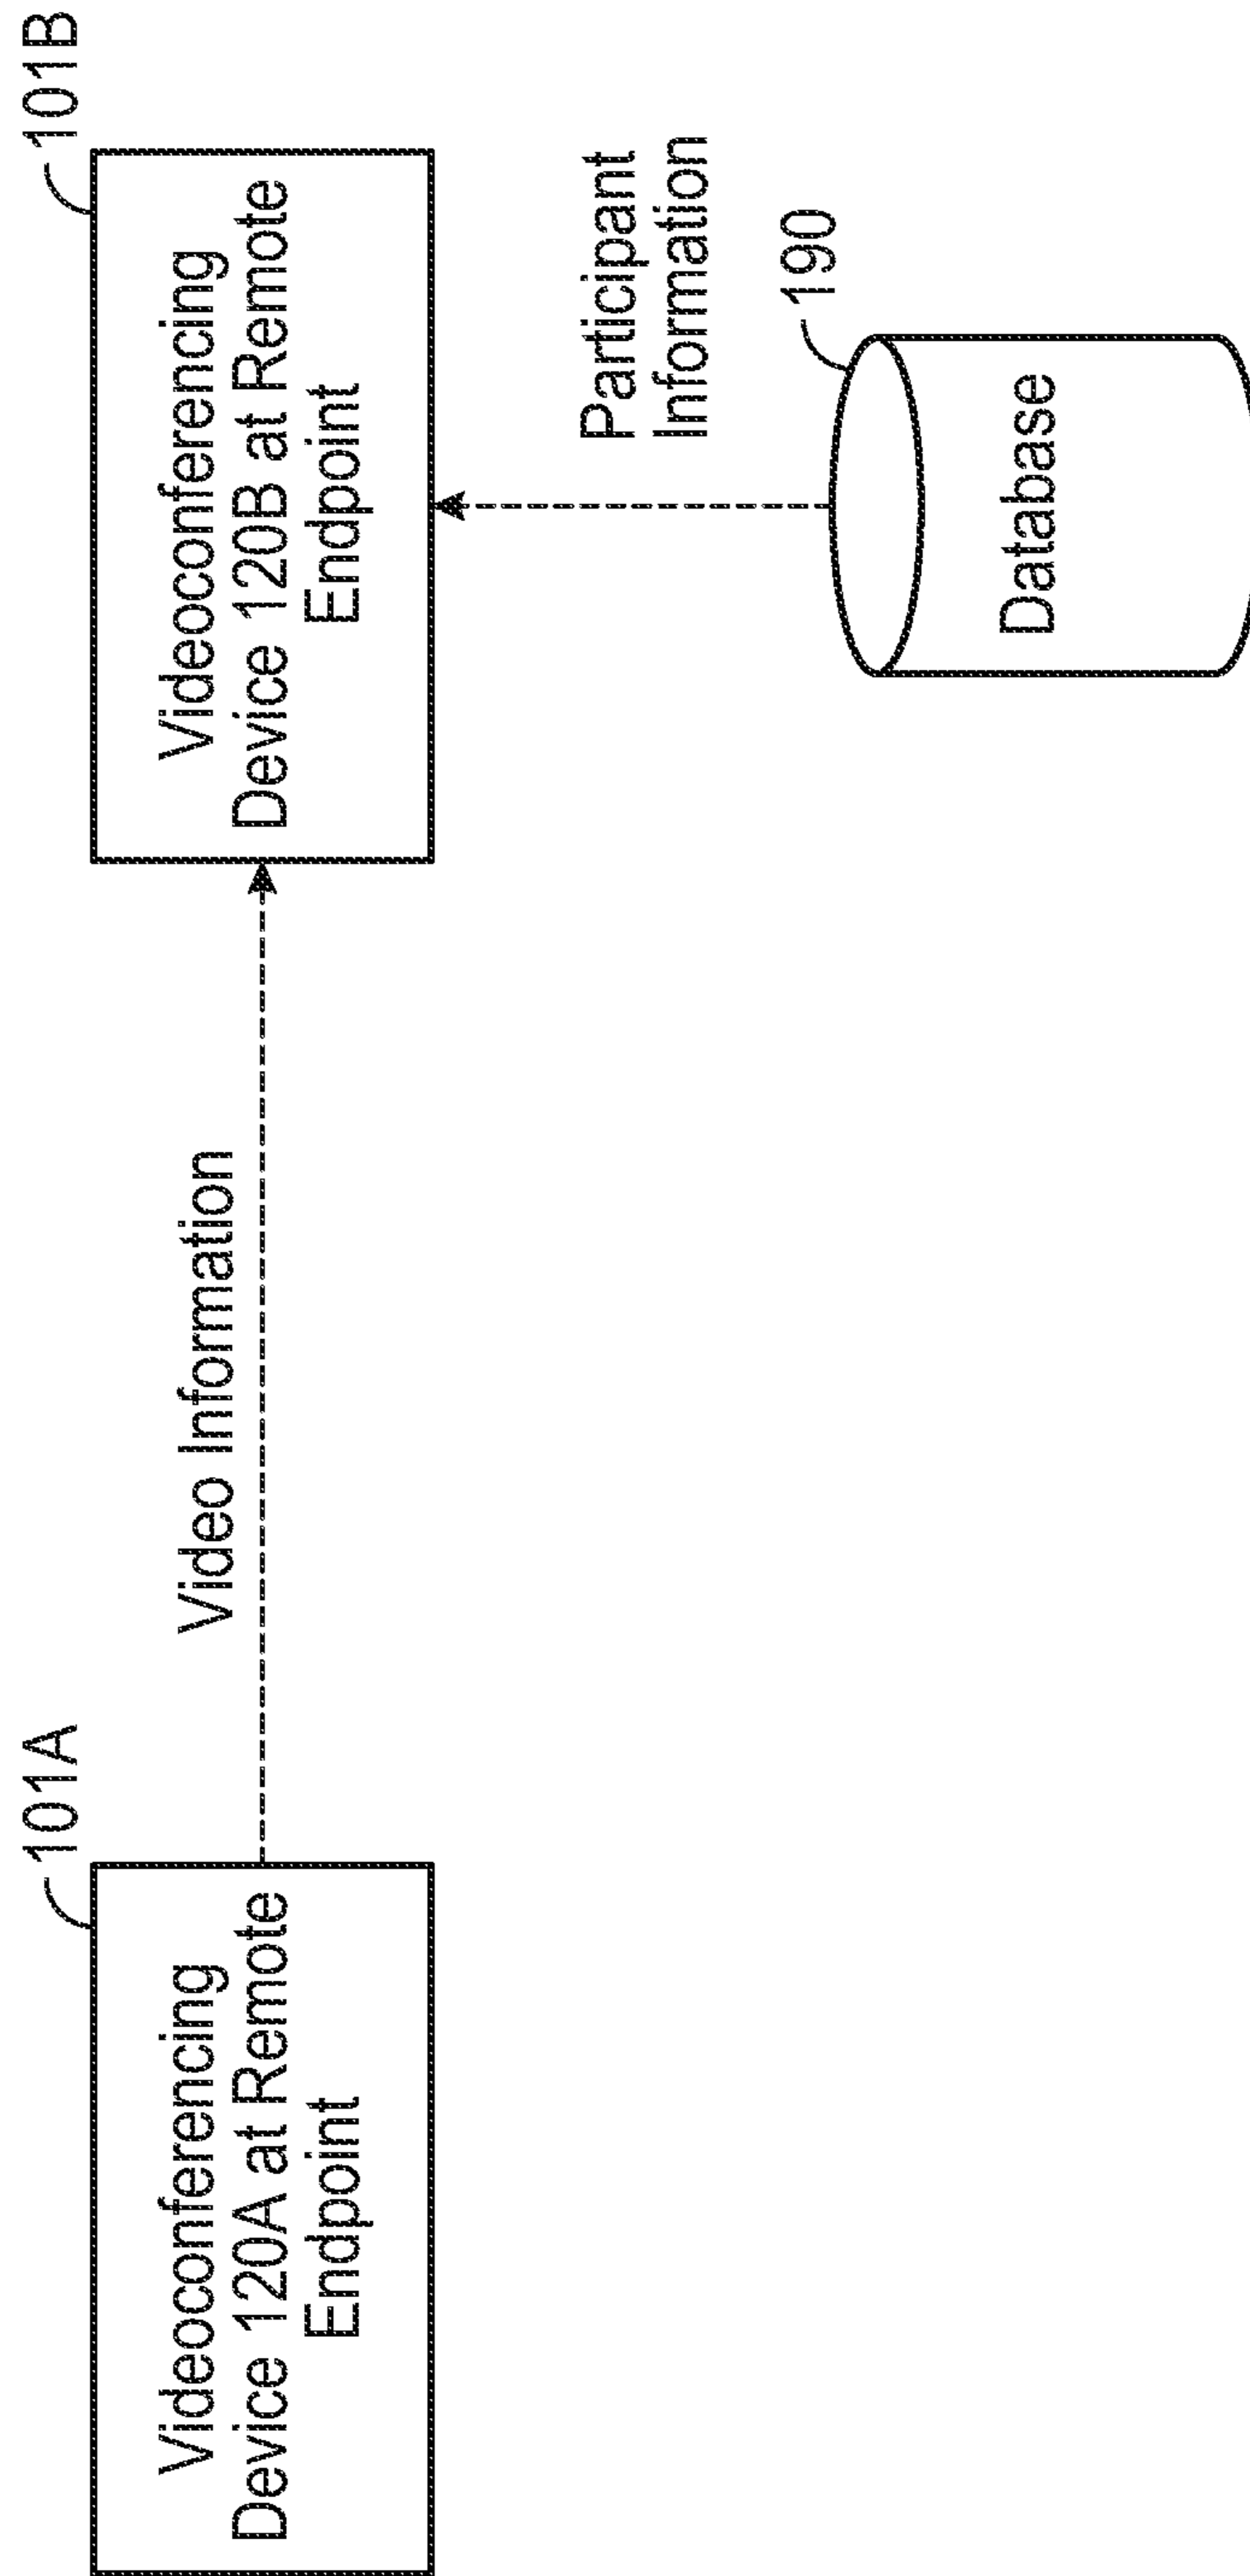 101A
Videoconferencing
Device 120A at Remote
Endpoint
Video Information
101B
Videoconferencing
Device 120B at Remote
Endpoint
Participant
Information
190
Database